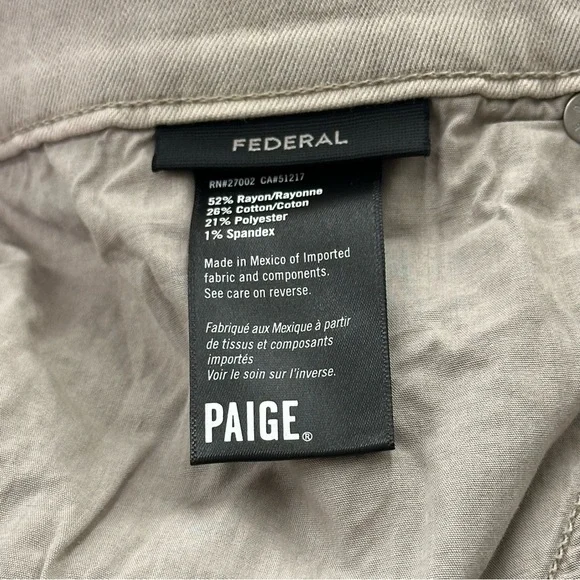 FEDERAL
RN#27002 CA#51217
52% Rayon/Rayonne
26% Cotton/Coton
21% Polyester
1% Spandex
Made in Mexico of Imported
fabric and components.
See care on reverse.
Fabriqué aux Mexique à partir
de tissus et composants
importés
Voir le soin sur l'inverse.
PAIGE®